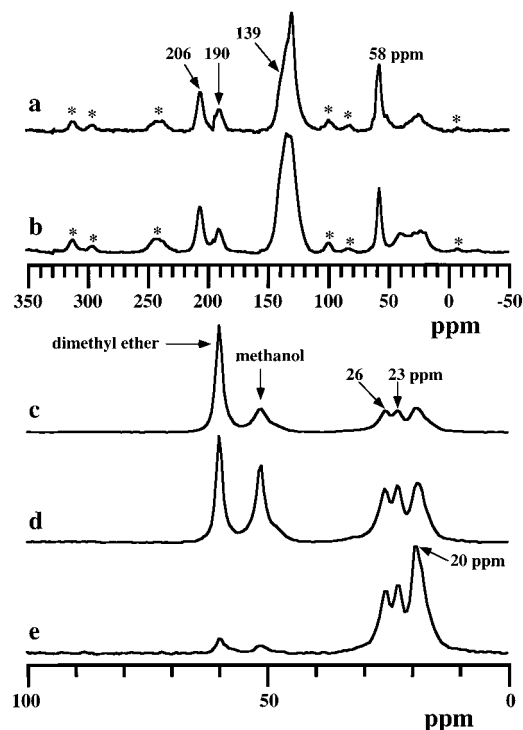 139
206 190
58 ppm
a * * * * * *
b * * * * * *
350 300 250 200 150 100 50 0 -50
ppm
dimethyl ether
methanol
26 23 ppm
c
d
20 ppm
e
100 50 0
ppm